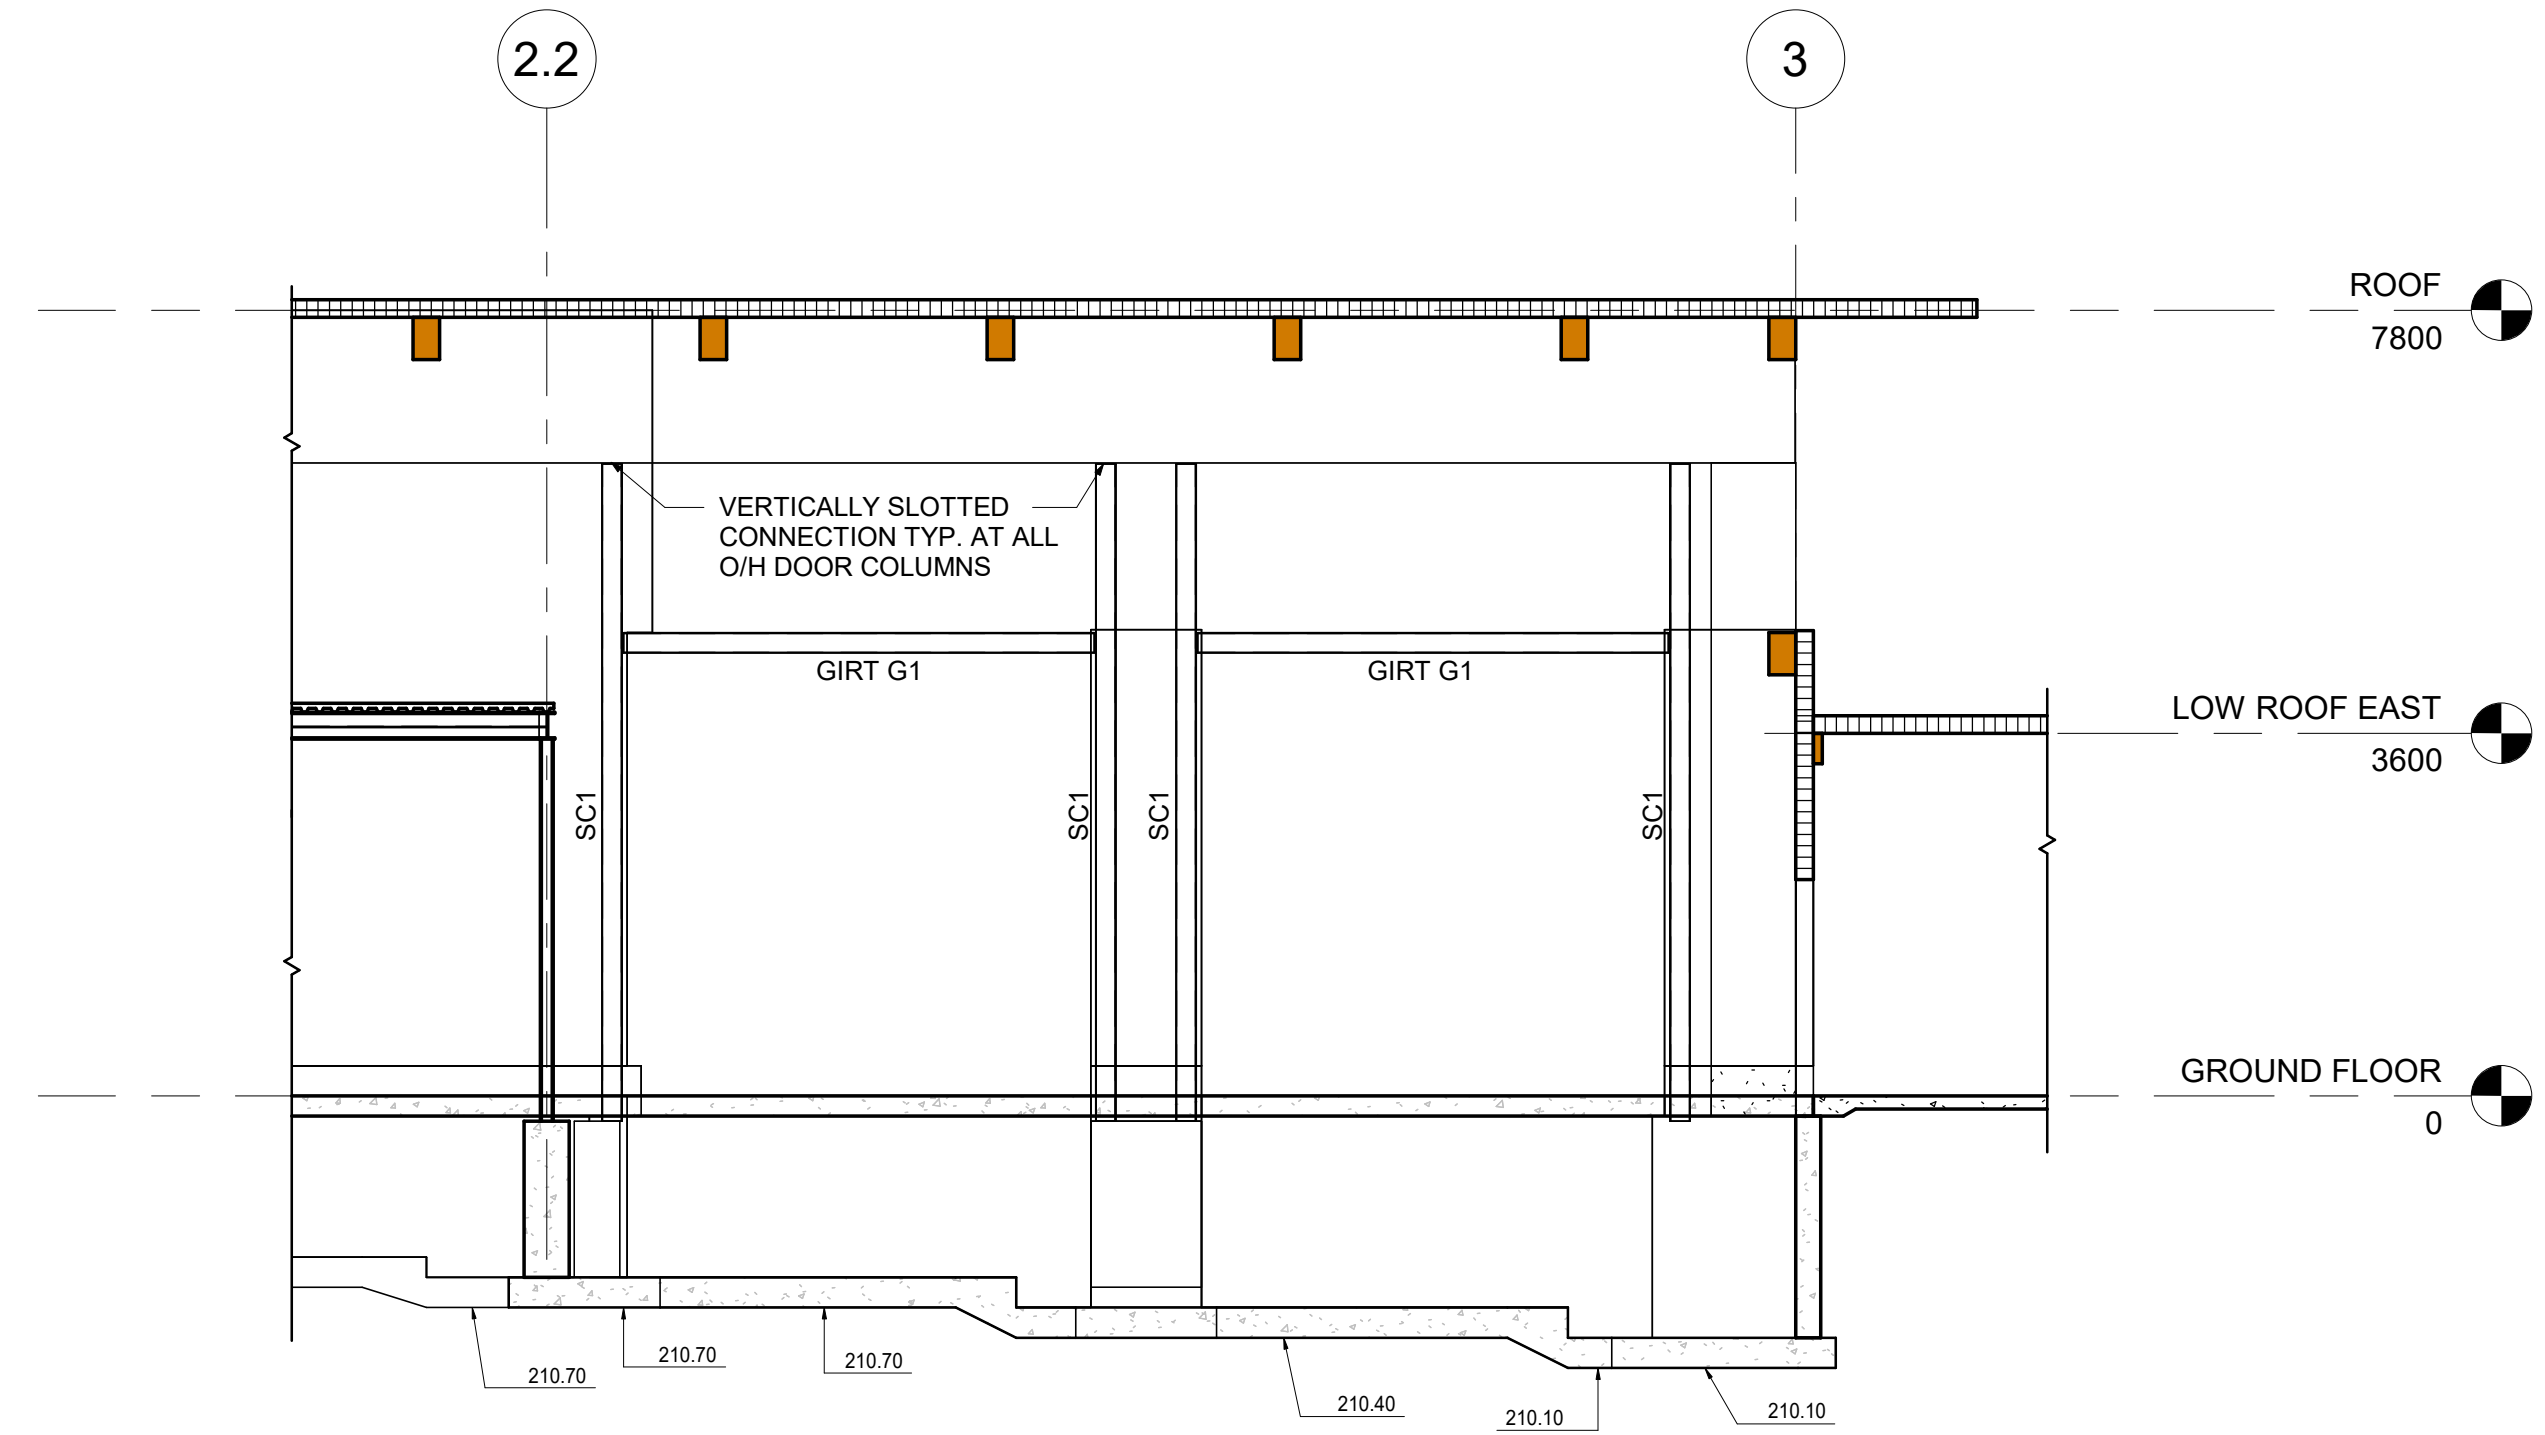 2.2
3
ROOF
7800
VERTICALLY SLOTTED
CONNECTION TYP. AT ALL
O/H DOOR COLUMNS
GIRT G1
GIRT G1
LOW ROOF EAST
3600
SC1
SC1
SC1
SC1
GROUND FLOOR
0
210.70
210.70
210.70
210.40
210.10
210.10